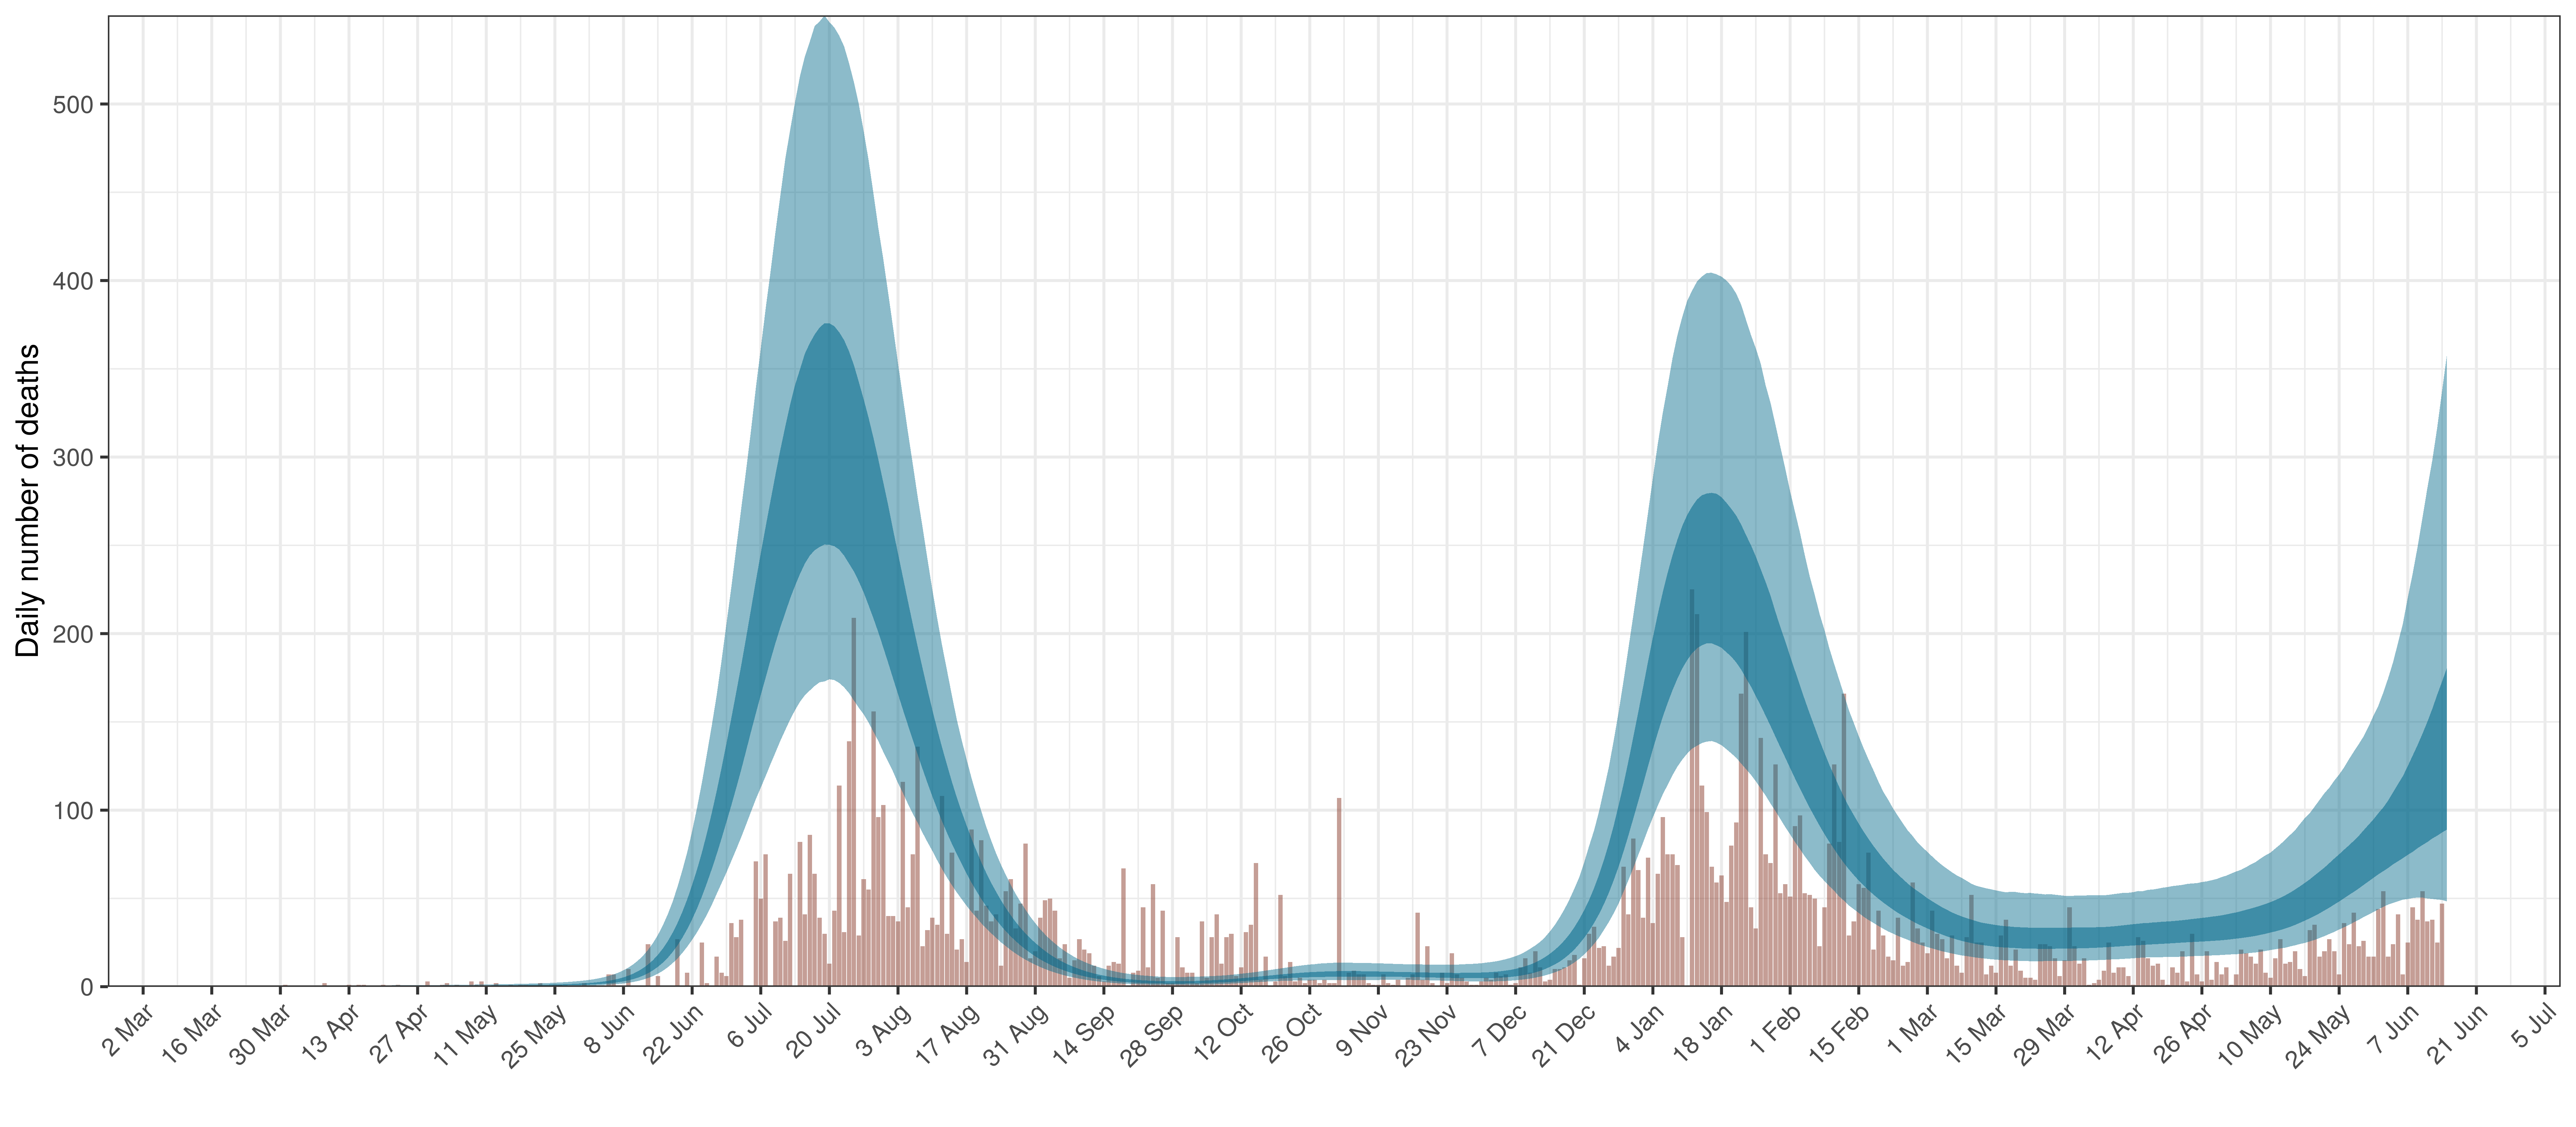 Daily number of deaths
500
400
300
200
100
0
2 Mar
16 Mar
30 Mar
13 Apr
27 Apr
11 May
25 May
8 Jun
22 Jun
6 Jul
20 Jul
3 Aug
17 Aug
31 Aug
14 Sep
28 Sep
12 Oct
26 Oct
9 Nov
23 Nov
7 Dec
21 Dec
4 Jan
18 Jan
1 Feb
15 Feb
1 Mar
15 Mar
29 Mar
12 Apr
26 Apr
10 May
24 May
7 Jun
21 Jun
5 Jul